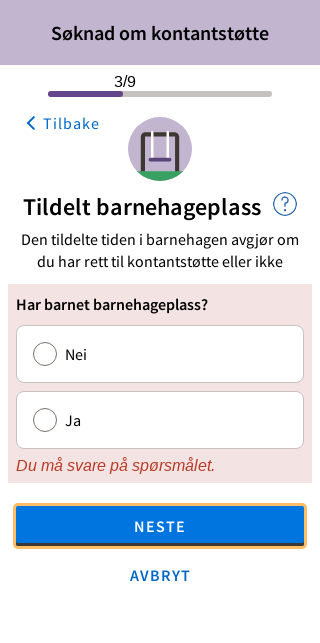 Søknad om kontantstøtte
3/9
Tilbake
Tildelt barnehageplass ?
Den tildelte tiden i barnehagen avgjør om
du har rett til kontantstøtte eller ikke
Har barnet barnehageplass?
Nei
Ja
Du må svare på spørsmålet.
NESTE
AVBRYT